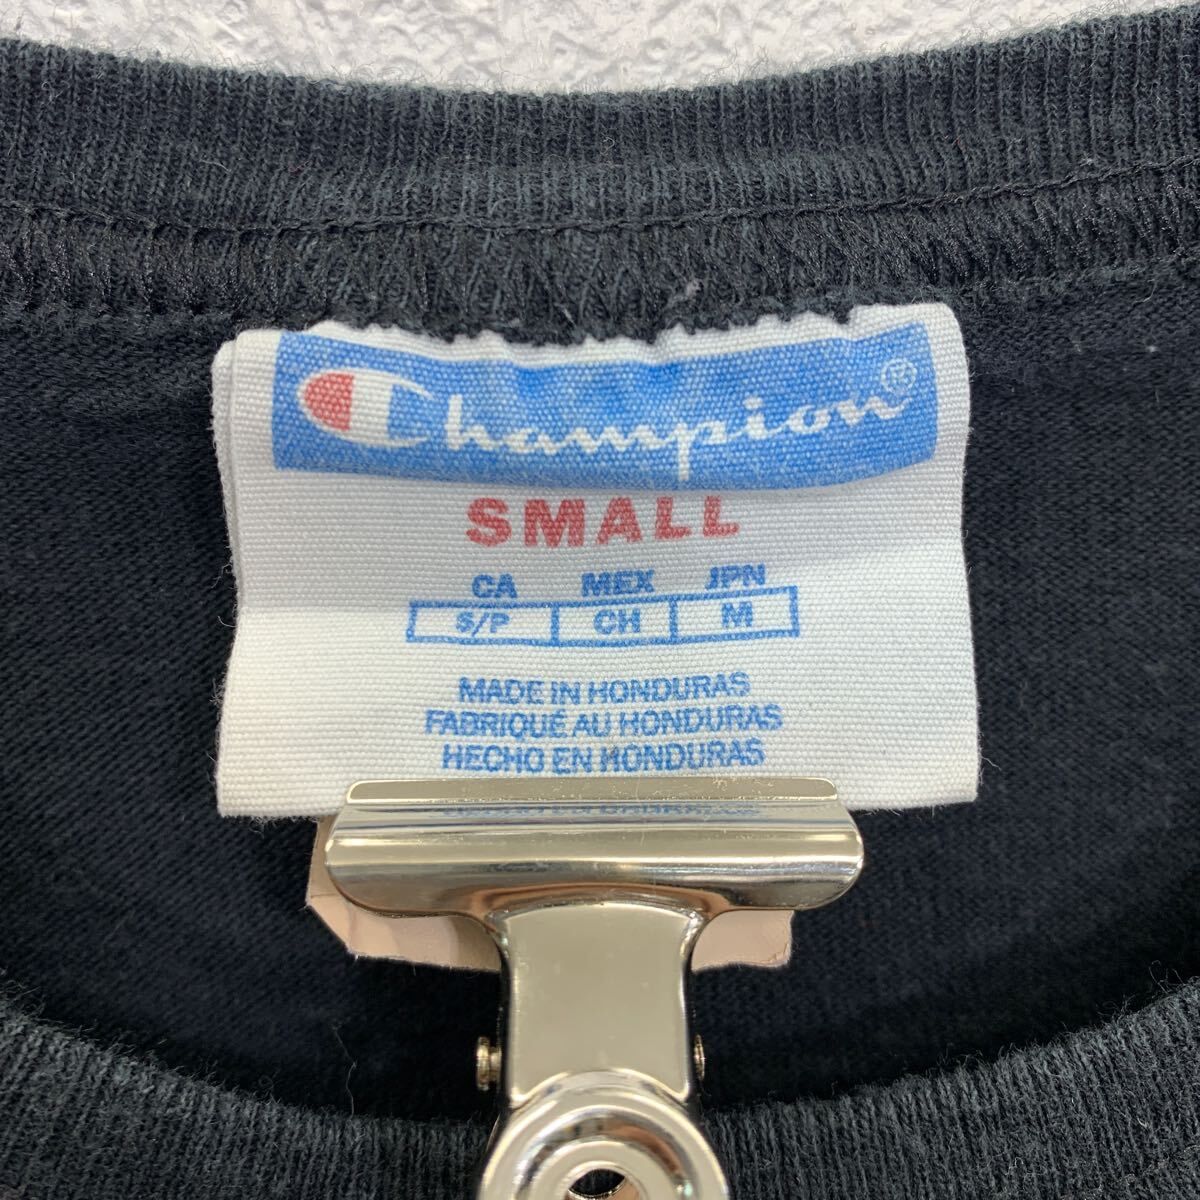 Champion®
SMALL
CA MEX JPN
S/P CH M
MADE IN HONDURAS
FABRIQUÉ AU HONDURAS
HECHO EN HONDURAS